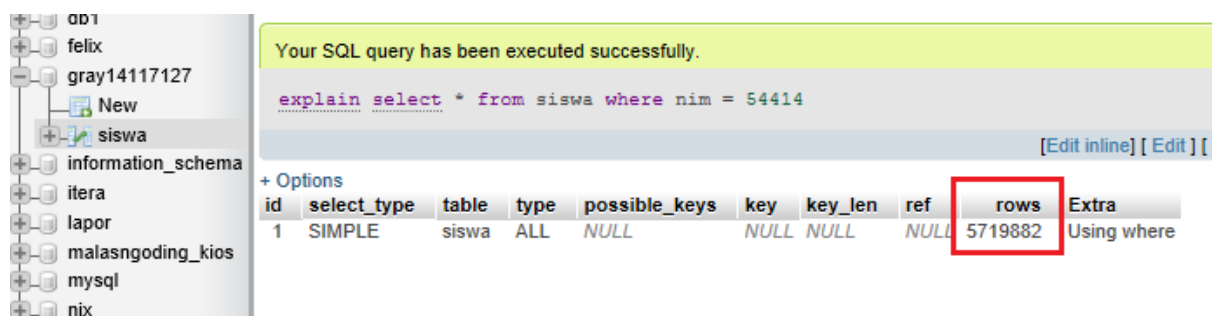 db1
felix
gray14117127
New
siswa
information_schema
itera
lapor
malasngoding_kios
mysql
nix
Your SQL query has been executed successfully.
explain select * from siswa where nim = 54414
[Edit inline] [ Edit ] [
+ Options
id select_type table type possible_keys key key_len ref rows Extra
1 SIMPLE siswa ALL NULL NULL NULL NULL 5719882 Using where